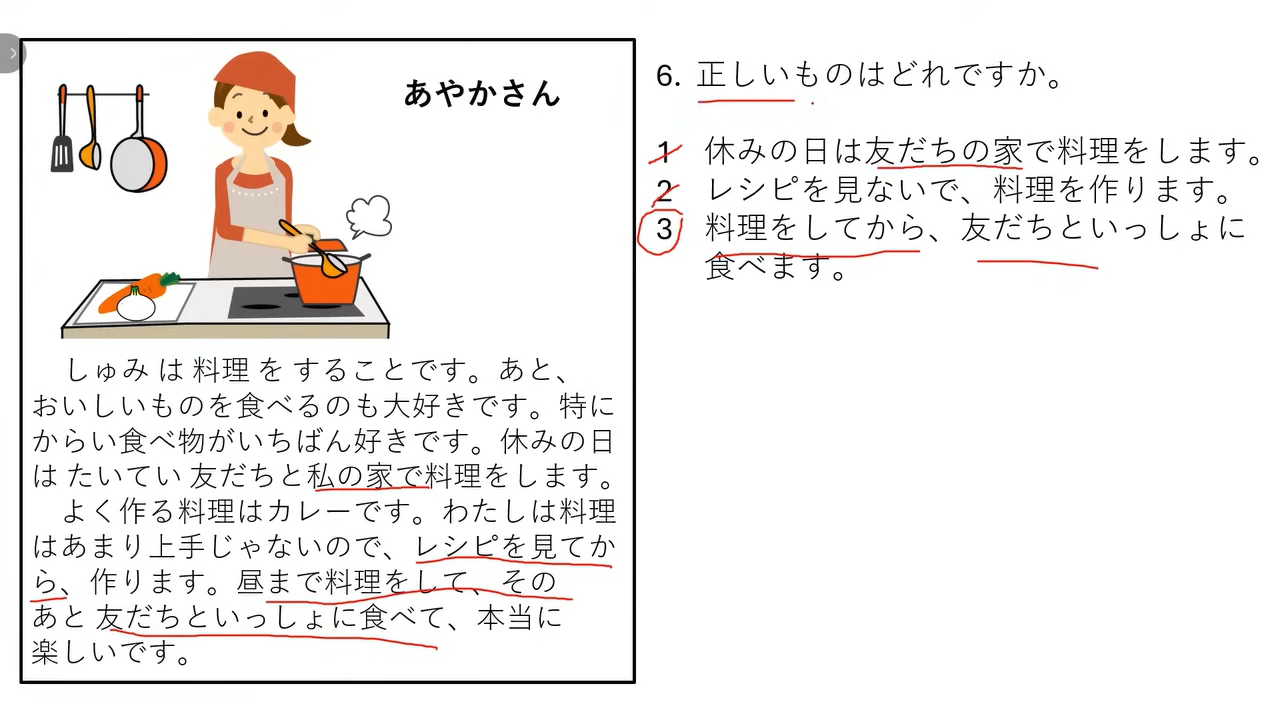 あやかさん
しゅみ は 料理 を することです。あと、
おいしいものを食べるのも大好きです。特に
からい食べ物がいちばん好きです。休みの日
は たいてい 友だちと私の家で料理をします。
よく作る料理はカレーです。わたしは料理
はあまり上手じゃないので、レシピを見てか
ら、作ります。昼まで料理をして、その
あと 友だちといっしょに食べて、本当に
楽しいです。
6. 正しいものはどれですか。
1 休みの日は友だちの家で料理をします。
2 レシピを見ないで、料理を作ります。
3 料理をしてから、友だちといっしょに
食べます。